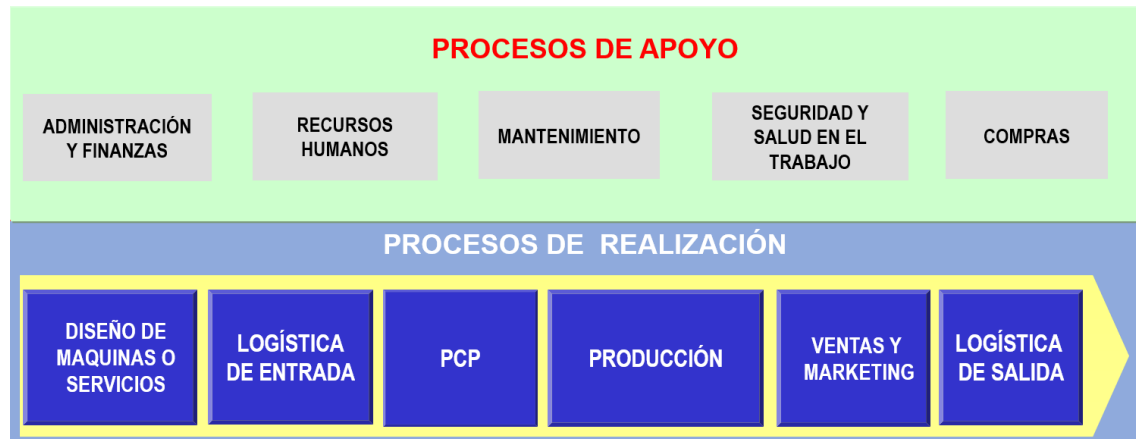 PROCESOS DE APOYO
ADMINISTRACIÓN
Y FINANZAS
RECURSOS
HUMANOS
MANTENIMIENTO
SEGURIDAD Y
SALUD EN EL
TRABAJO
COMPRAS
PROCESOS DE REALIZACIÓN
DISEÑO DE
MAQUINAS O
SERVICIOS
LOGÍSTICA
DE ENTRADA
PCP
PRODUCCIÓN
VENTAS Y
MARKETING
LOGÍSTICA
DE SALIDA